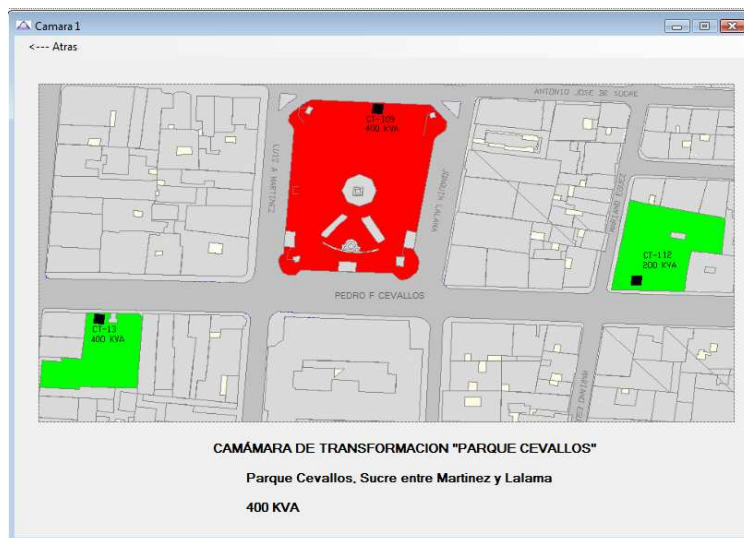 Camara 1
<--- Atras
ANTONIO JOSE DE SUCRE
CT-109
400 KVA
LUIS A MARTINEZ
JOAQUIN LALAMA
MARIANO EGUEZ
CT-112
200 KVA
PEDRO F CEVALLOS
CT-13
400 KVA
CAMÁMARA DE TRANSFORMACION "PARQUE CEVALLOS"
Parque Cevallos, Sucre entre Martinez y Lalama
400 KVA